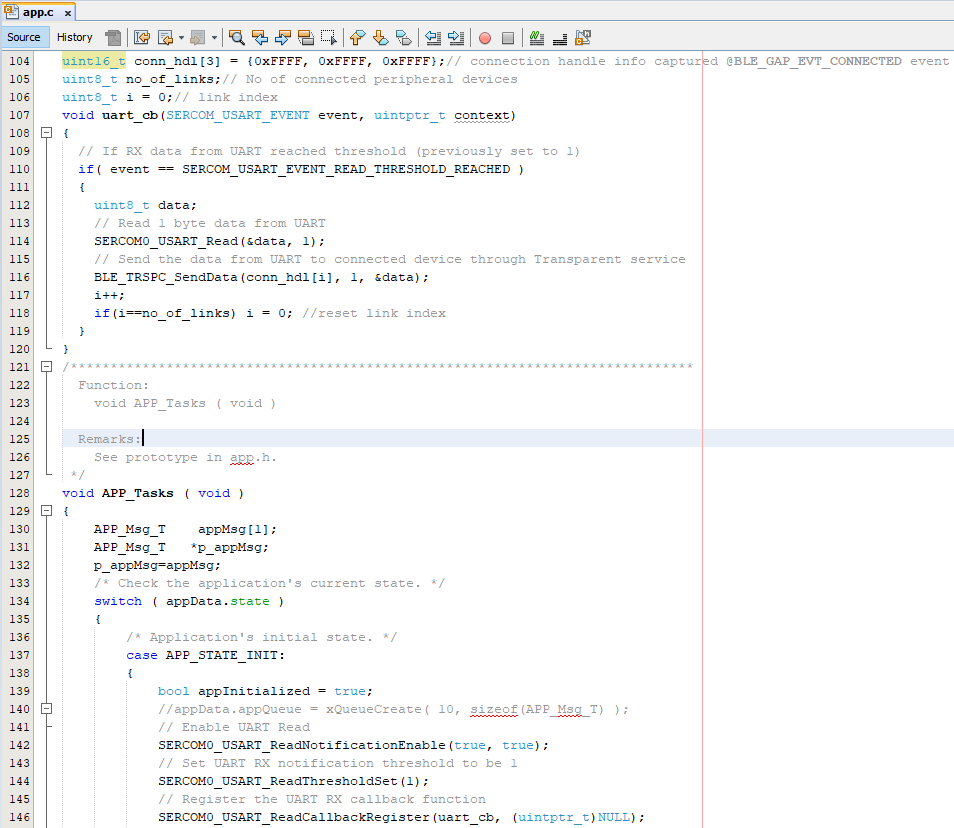 app.c x
Source History
104 uint16_t conn_hdl[3] = {0xFFFF, 0xFFFF, 0xFFFF};// connection handle info captured @BLE_GAP_EVT_CONNECTED event
105 uint8_t no_of_links;// No of connected peripheral devices
106 uint8_t i = 0;// link index
107 void uart_cb(SERCOM_USART_EVENT event, uintptr_t context)
108 {
109 // If RX data from UART reached threshold (previously set to 1)
110 if( event == SERCOM_USART_EVENT_READ_THRESHOLD_REACHED )
111 {
112 uint8_t data;
113 // Read 1 byte data from UART
114 SERCOM0_USART_Read(&data, 1);
115 // Send the data from UART to connected device through Transparent service
116 BLE_TRSPC_SendData(conn_hdl[i], 1, &data);
117 i++;
118 if(i==no_of_links) i = 0; //reset link index
119 }
120 }
121 /******************************************************************************
122 Function:
123 void APP_Tasks ( void )
124
125 Remarks:
126 See prototype in app.h.
127 */
128 void APP_Tasks ( void )
129 {
130 APP_Msg_T    appMsg[1];
131 APP_Msg_T   *p_appMsg;
132 p_appMsg=appMsg;
133 /* Check the application's current state. */
134 switch ( appData.state )
135 {
136 /* Application's initial state. */
137 case APP_STATE_INIT:
138 {
139 bool appInitialized = true;
140 //appData.appQueue = xQueueCreate( 10, sizeof(APP_Msg_T) );
141 // Enable UART Read
142 SERCOM0_USART_ReadNotificationEnable(true, true);
143 // Set UART RX notification threshold to be 1
144 SERCOM0_USART_ReadThresholdSet(1);
145 // Register the UART RX callback function
146 SERCOM0_USART_ReadCallbackRegister(uart_cb, (uintptr_t)NULL);